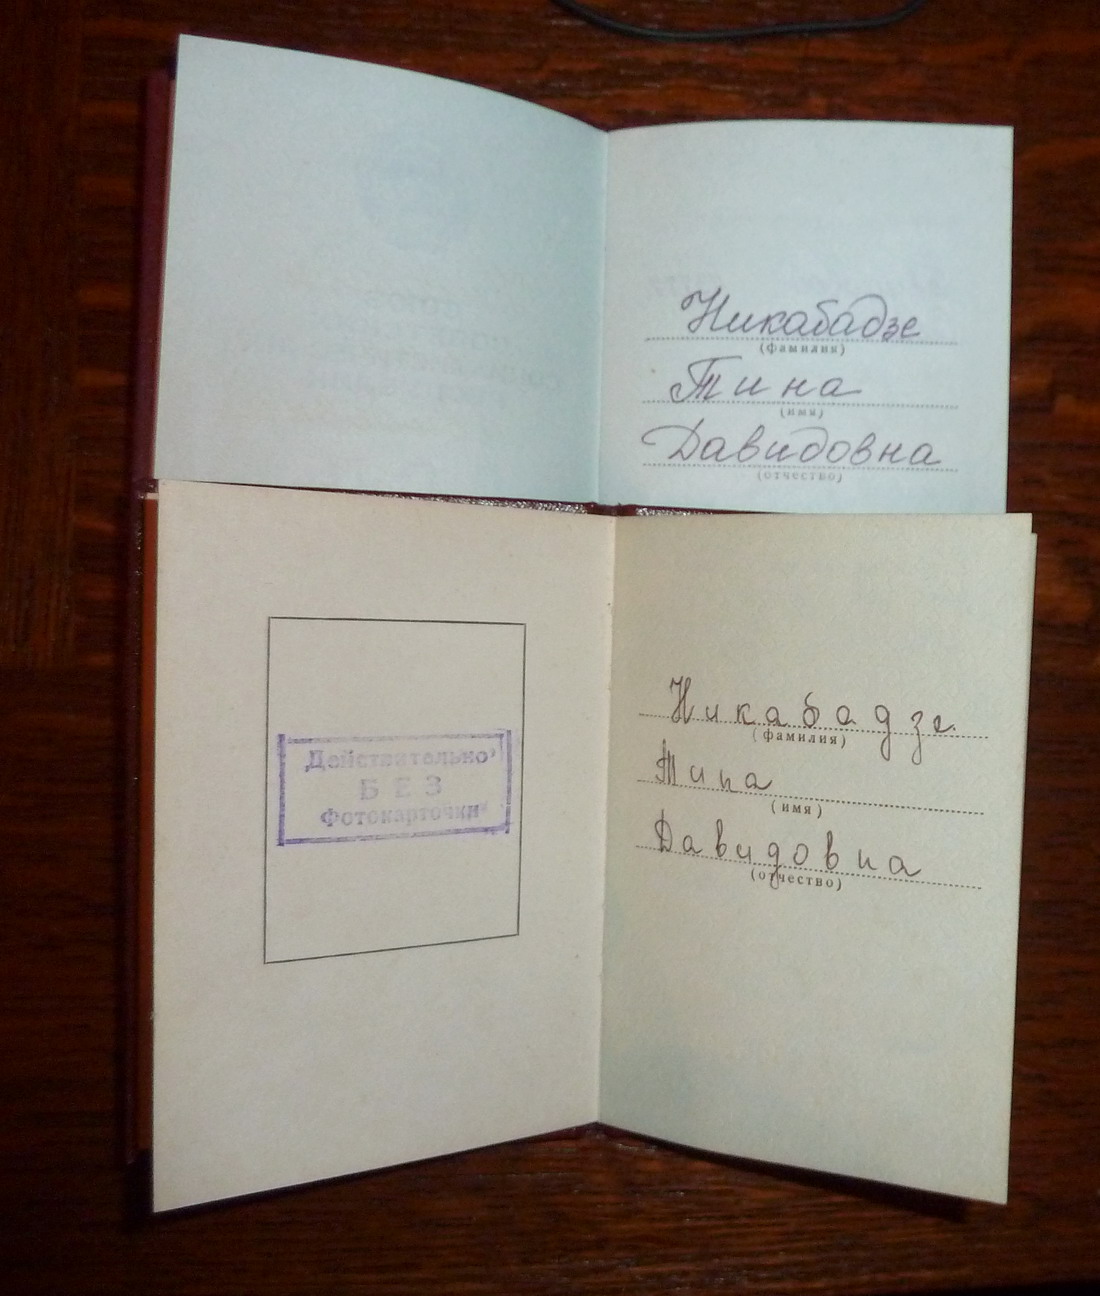 Никабадзе
(фамилия)
Тина
(имя)
Давидовна
(отчество)
Действительно
БЕЗ
Фотокарточки
Никабадзе
(фамилия)
Тина
(имя)
Давидовна
(отчество)